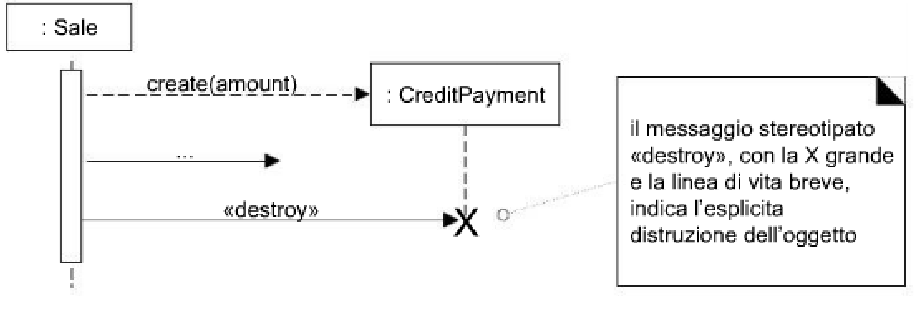 : Sale
create(amount)
: CreditPayment
...
«destroy»
X
il messaggio stereotipato
«destroy», con la X grande
e la linea di vita breve,
indica l'esplicita
distruzione dell'oggetto